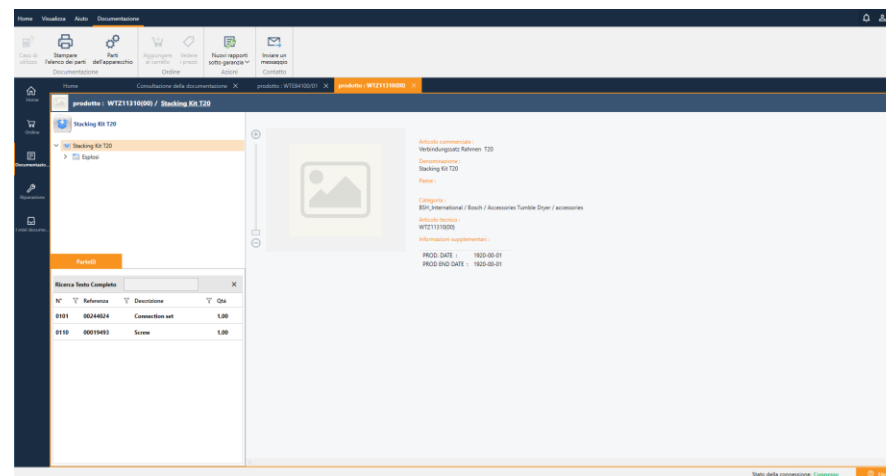 Home Visualizza Aiuto Documentazione
Caso di utilizzo
Stampare l'elenco dei parti
Parti dell'apparecchio
Documentazione
Aggiungere al carrello
Vedere i prezzi
Ordine
Nuovi rapporti sotto garanzia
Azioni
Inviare un messaggio
Contatto
Home
Consultazione della documentazione
prodotto : WTE84100/01
prodotto : WTZ11310(00)
Home
Ordine
Documentazio...
Riparazione
I miei docume...
prodotto : WTZ11310(00) / Stacking Kit T20
Stacking Kit T20
Stacking Kit T20
Esplosi
Parte(i)
Ricerca Testo Completo
N° Referenza Descrizione Qtà
0101 00244024 Connection set 1,00
0110 00019493 Screw 1,00
Articolo commerciale :
Verbindungssatz Rahmen T20
Denominazione :
Stacking Kit T20
Paese :
Categoria :
BSH_International / Bosch / Accessories Tumble Dryer / accessories
Articolo tecnico :
WTZ11310(00)
Informazioni supplementari :
PROD. DATE : 1920-00-01
PROD END DATE : 1920-00-01
Stato della connessione: Connesso